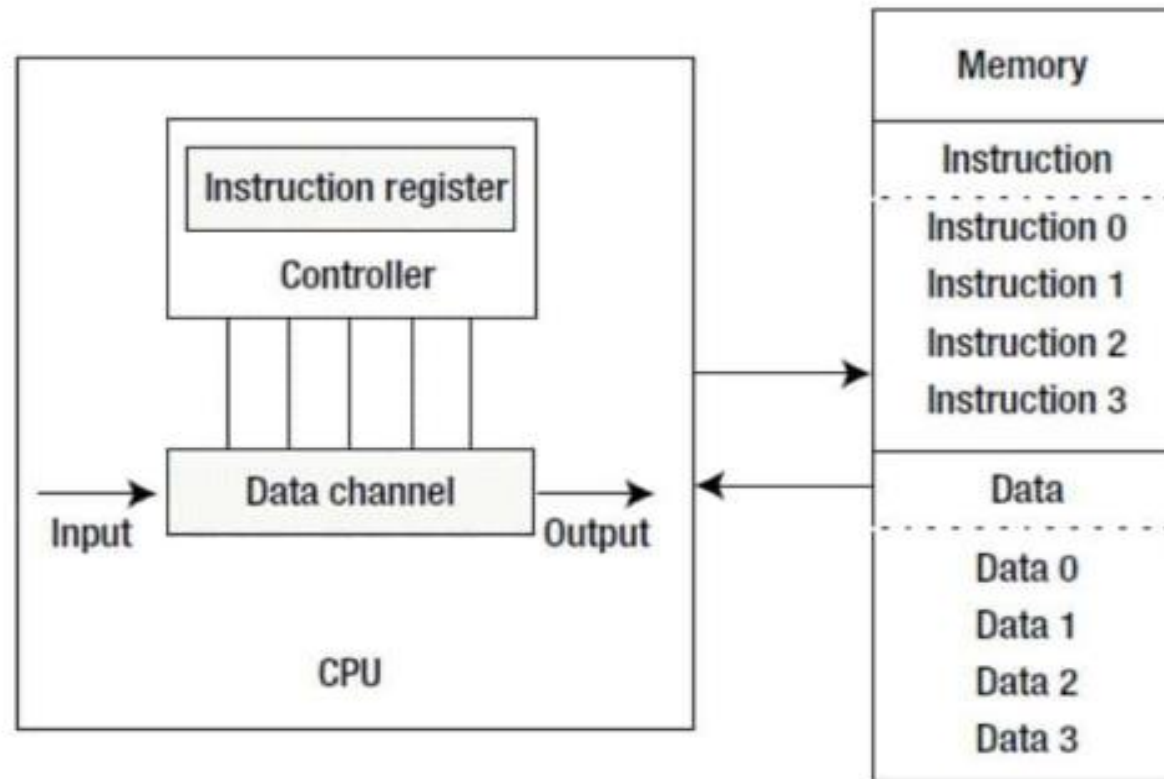 Instruction register
Controller
Data channel
Input
Output
CPU
Memory
Instruction
Instruction 0
Instruction 1
Instruction 2
Instruction 3
Data
Data 0
Data 1
Data 2
Data 3